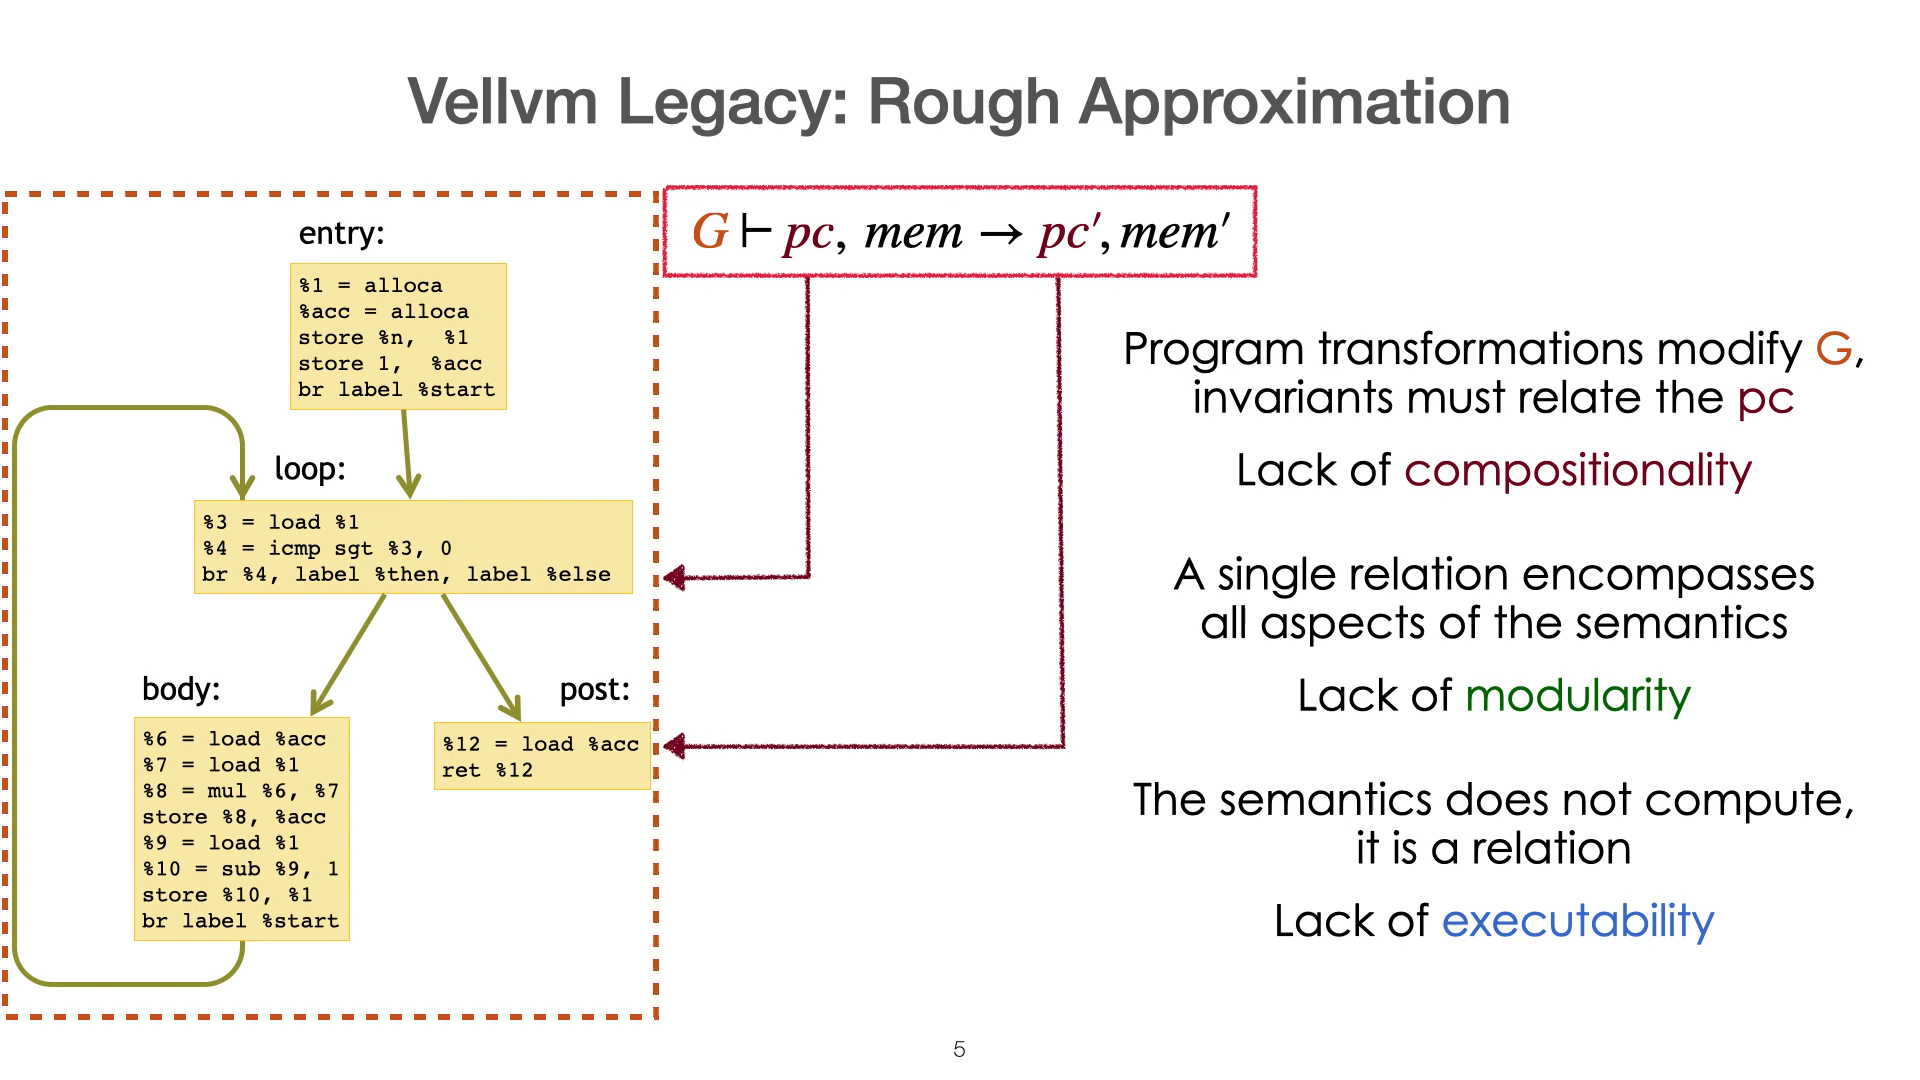 Vellvm Legacy: Rough Approximation
G ⊢ pc, mem → pc′, mem′
entry:
%1 = alloca
%acc = alloca
store %n,  %1
store 1,  %acc
br label %start
loop:
%3 = load %1
%4 = icmp sgt %3, 0
br %4, label %then, label %else
body:
%6 = load %acc
%7 = load %1
%8 = mul %6, %7
store %8, %acc
%9 = load %1
%10 = sub %9, 1
store %10, %1
br label %start
post:
%12 = load %acc
ret %12
Program transformations modify G,
invariants must relate the pc
Lack of compositionality
A single relation encompasses
all aspects of the semantics
Lack of modularity
The semantics does not compute,
it is a relation
Lack of executability
5